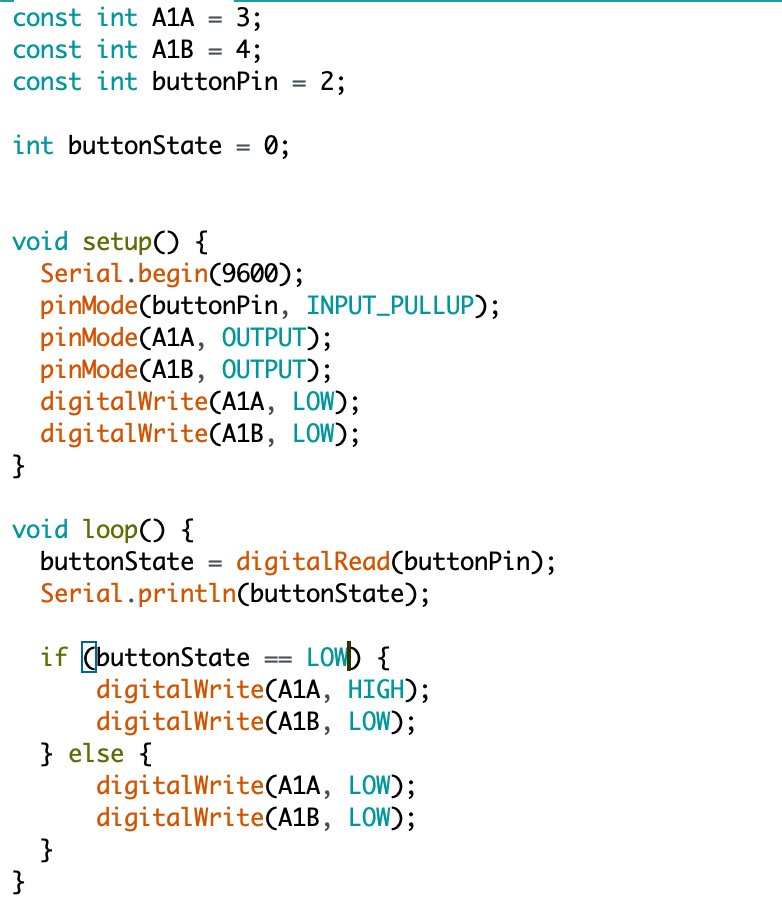 const int A1A = 3;
const int A1B = 4;
const int buttonPin = 2;

int buttonState = 0;


void setup() {
  Serial.begin(9600);
  pinMode(buttonPin, INPUT_PULLUP);
  pinMode(A1A, OUTPUT);
  pinMode(A1B, OUTPUT);
  digitalWrite(A1A, LOW);
  digitalWrite(A1B, LOW);
}

void loop() {
  buttonState = digitalRead(buttonPin);
  Serial.println(buttonState);

  if (buttonState == LOW) {
      digitalWrite(A1A, HIGH);
      digitalWrite(A1B, LOW);
  } else {
      digitalWrite(A1A, LOW);
      digitalWrite(A1B, LOW);
  }
}